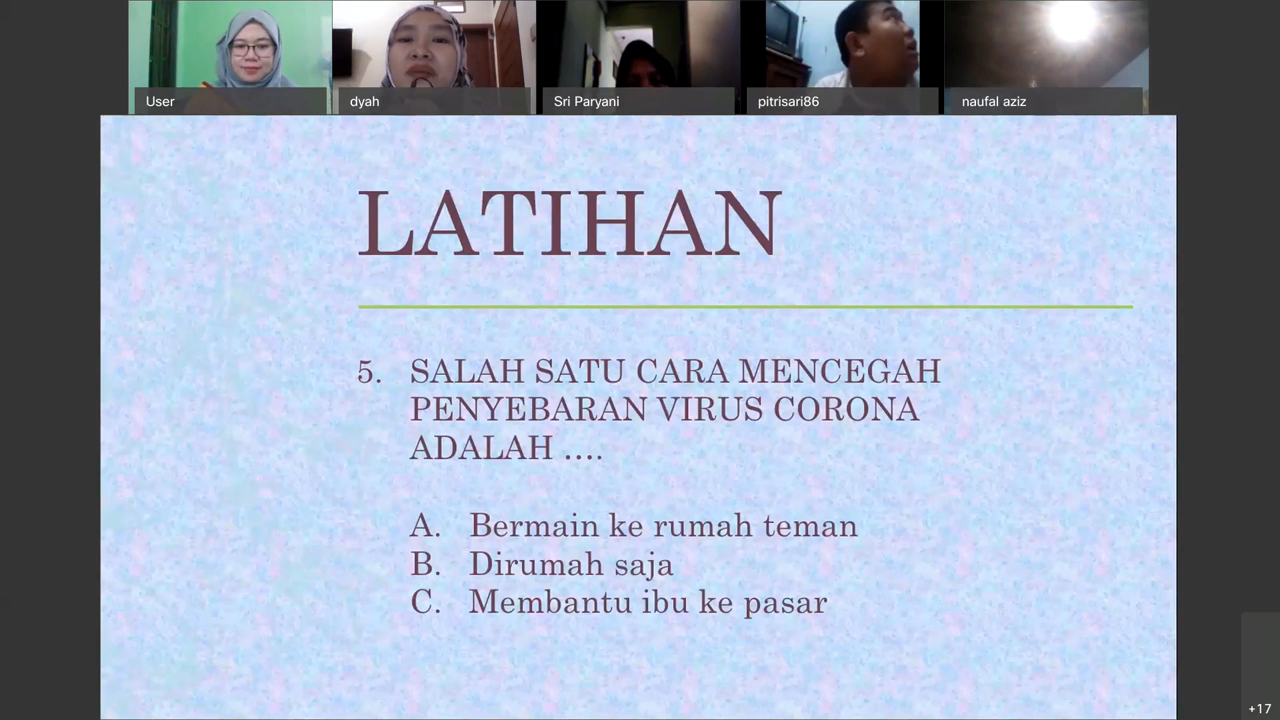 User
dyah
Sri Paryani
pitrisari86
naufal aziz
LATIHAN
5. SALAH SATU CARA MENCEGAH
PENYEBARAN VIRUS CORONA
ADALAH ....
A. Bermain ke rumah teman
B. Dirumah saja
C. Membantu ibu ke pasar
+17